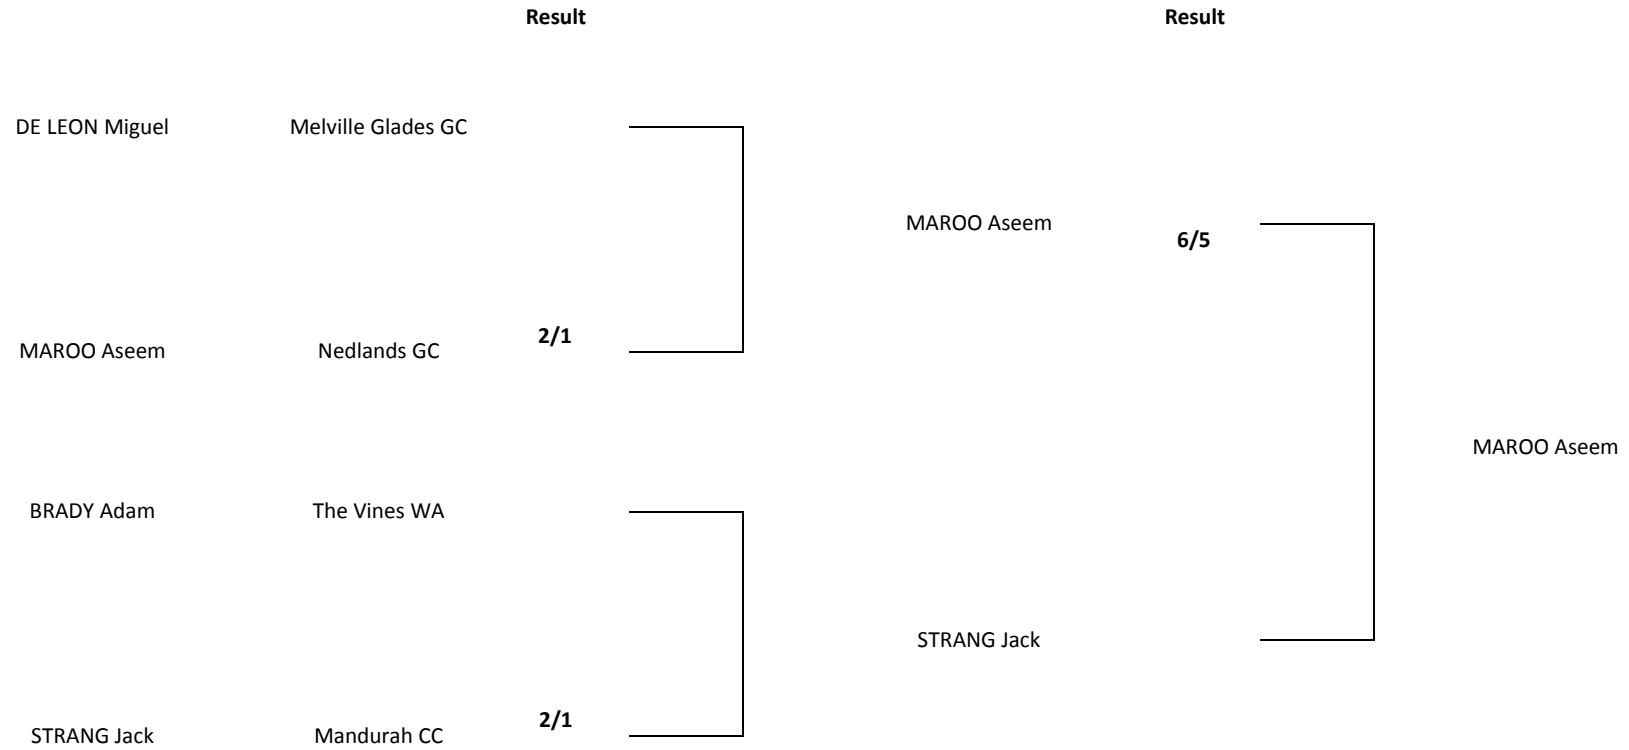 Result Result
DE LEON Miguel Melville Glades GC
MAROO Aseem 6/5
MAROO Aseem Nedlands GC 2/1
MAROO Aseem
BRADY Adam The Vines WA
STRANG Jack
STRANG Jack Mandurah CC 2/1